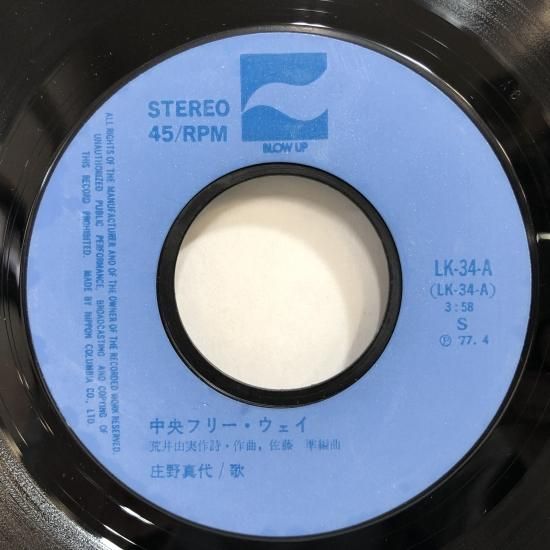 STEREO
45/RPM
BLOW UP
ALL RIGHTS OF THE MANUFACTURER AND OF THE OWNER OF THE RECORDED WORK RESERVED.
UNAUTHORIZED PUBLIC PERFORMANCE, BROADCASTING AND COPYING OF
THIS RECORD PROHIBITED. MADE BY NIPPON COLUMBIA CO., LTD.
LK-34-A
(LK-34-A)
3:58
S
Ⓟ '77. 4
中央フリー・ウェイ
荒井由実作詩・作曲, 佐藤 準編曲
庄野真代/歌